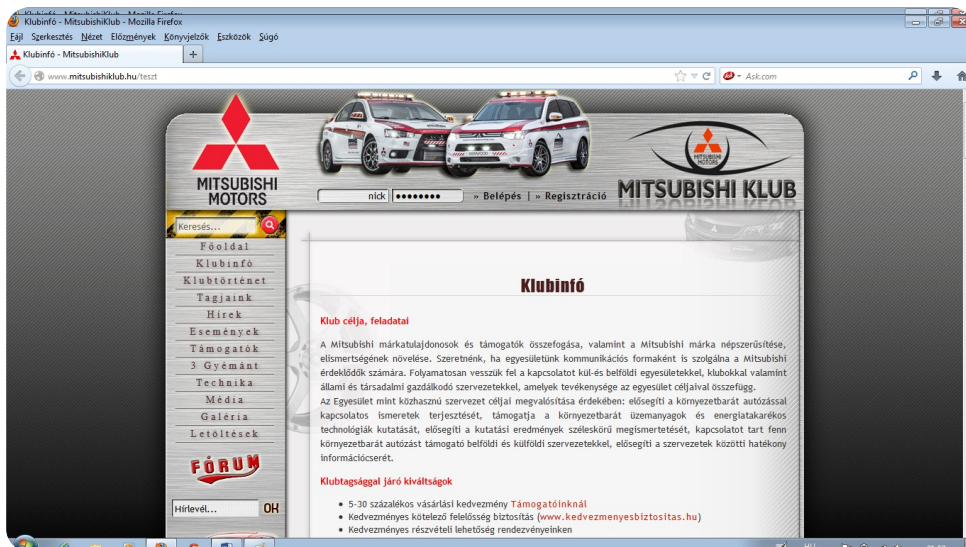 Klubinfó - MitsubishiKlub - Mozilla Firefox
Fájl Szerkesztés Nézet Előzmények Könyvjelzők Eszközök Súgó
Klubinfó - MitsubishiKlub +
www.mitsubishiklub.hu/teszt Ask.com
MITSUBISHI
MOTORS
MITSUBISHI
MOTORS
MITSUBISHI KLUB
nick •••••••• » Belépés | » Regisztráció
Keresés...
Főoldal
Klubinfó
Klubtörténet
Tagjaink
Hírek
Események
Támogatók
3 Gyémánt
Technika
Média
Galéria
Letöltések
FÓRUM
Hírlevél... OK
Klubinfó
Klub célja, feladatai
A Mitsubishi márkatulajdonosok és támogatók összefogása, valamint a Mitsubishi márka népszerűsítése,
elismertségének növelése. Szeretnénk, ha egyesületünk kommunikációs formaként is szolgálna a Mitsubishi
érdeklődők számára. Folyamatosan vesszük fel a kapcsolatot kül-és belföldi egyesületekkel, klubokkal valamint
állami és társadalmi gazdálkodó szervezetekkel, amelyek tevékenysége az egyesület céljaival összefügg.
Az Egyesület mint közhasznú szervezet céljai megvalósítása érdekében: elősegíti a környezetbarát autózással
kapcsolatos ismeretek terjesztését, támogatja a környezetbarát üzemanyagok és energiatakarékos
technológiák kutatását, elősegíti a kutatási eredmények széleskörű megismertetését, kapcsolatot tart fenn
környezetbarát autózást támogató belföldi és külföldi szervezetekkel, elősegíti a szervezetek közötti hatékony
információcserét.
Klubtagsággal járó kiváltságok
• 5-30 százalékos vásárlási kedvezmény Támogatóinknál
• Kedvezményes kötelező felelősség biztosítás (www.kedvezmenyesbiztositas.hu)
• Kedvezményes részvételi lehetőség rendezvényeinken
HU